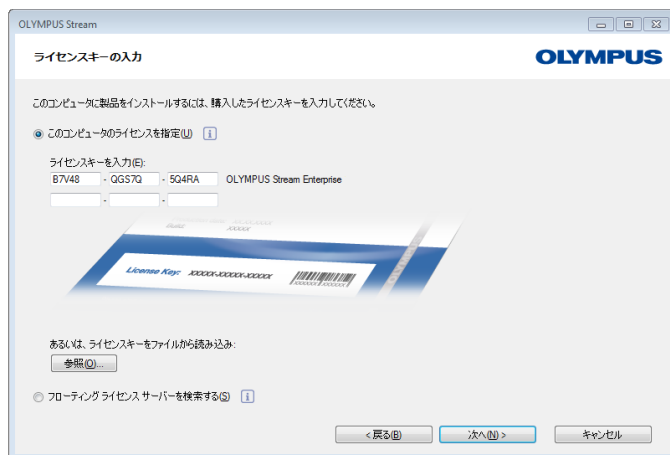 OLYMPUS Stream
ライセンスキーの入力
OLYMPUS
このコンピュータに製品をインストールするには、購入したライセンスキーを入力してください。
このコンピュータのライセンスを指定(U)
ライセンスキーを入力(E):
B7V48 - QGS7Q - 5Q4RA OLYMPUS Stream Enterprise
- -
XXXXX
License Key: XXXXX-XXXXX-XXXXX
あるいは、ライセンスキーをファイルから読み込み:
参照(O)...
フローティング ライセンス サーバーを検索する(S)
< 戻る(B)
次へ(N) >
キャンセル